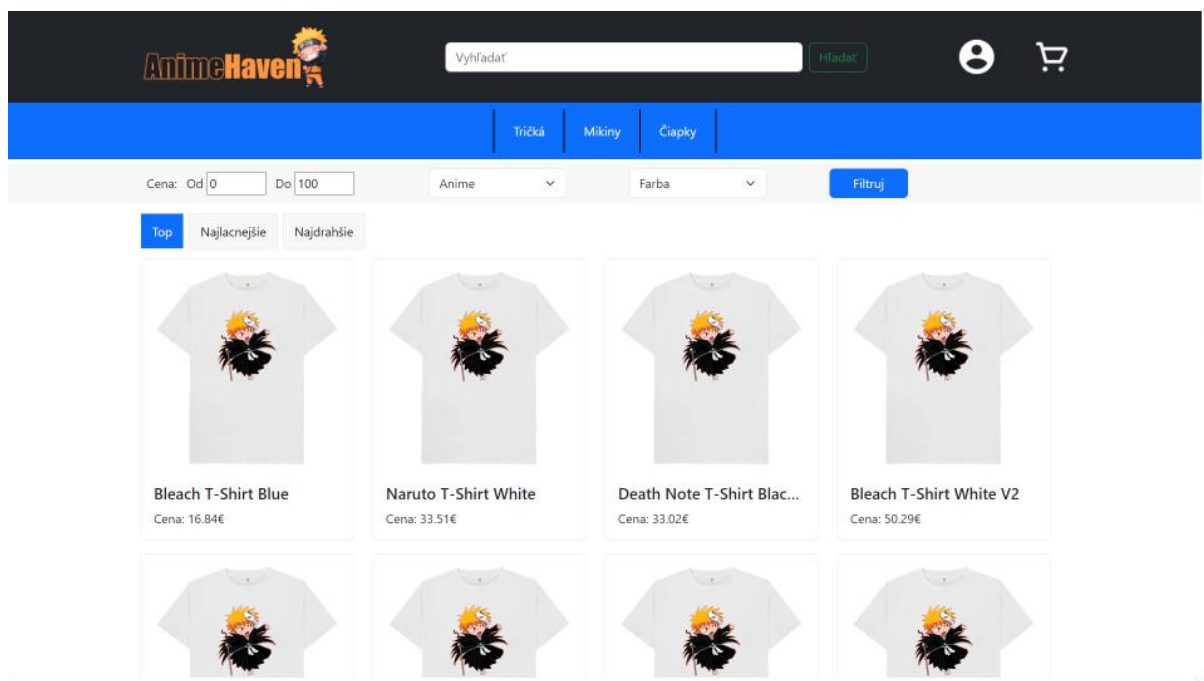 AnimeHaven
Vyhľadať
Hľadať
Tričká Mikiny Čiapky
Cena: Od 0 Do 100 Anime Farba Filtruj
Top Najlacnejšie Najdrahšie
Bleach T-Shirt Blue Naruto T-Shirt White Death Note T-Shirt Blac... Bleach T-Shirt White V2
Cena: 16.84€ Cena: 33.51€ Cena: 33.02€ Cena: 50.29€